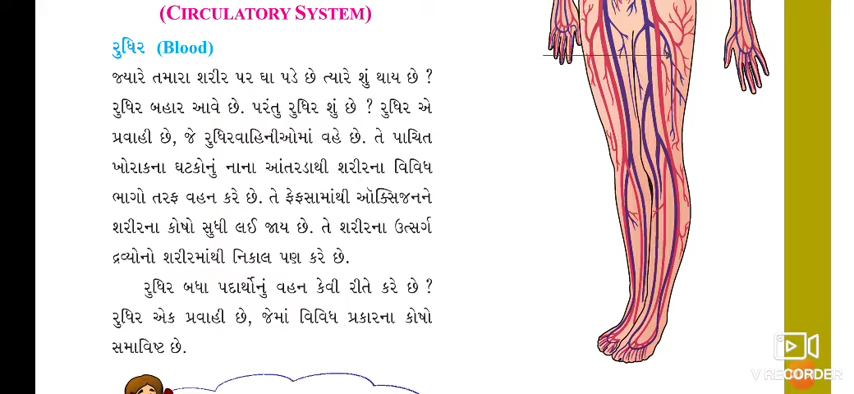 (CIRCULATORY SYSTEM)
રુધિર (Blood)
જ્યારે તમારા શરીર પર ઘા પડે છે ત્યારે શું થાય છે ?
રુધિર બહાર આવે છે. પરંતુ રુધિર શું છે ? રુધિર એ
પ્રવાહી છે, જે રુધિરવાહિનીઓમાં વહે છે. તે પાચિત
ખોરાકના ઘટકોનું નાના આંતરડાથી શરીરના વિવિધ
ભાગો તરફ વહન કરે છે. તે ફેફસામાંથી ઑક્સિજનને
શરીરના કોષો સુધી લઈ જાય છે. તે શરીરના ઉત્સર્ગ
દ્રવ્યોનો શરીરમાંથી નિકાલ પણ કરે છે.
રુધિર બધા પદાર્થોનું વહન કેવી રીતે કરે છે ?
રુધિર એક પ્રવાહી છે, જેમાં વિવિધ પ્રકારના કોષો
સમાવિષ્ટ છે.
V RECORDER